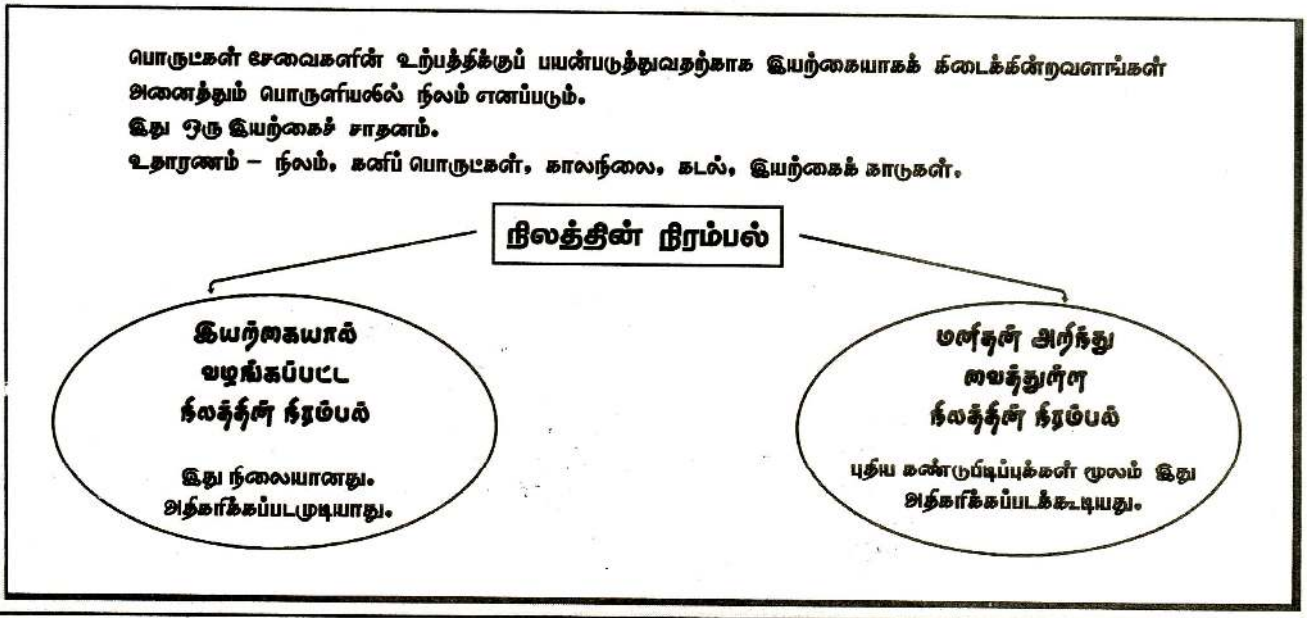 பொருட்கள் சேவைகளின் உற்பத்திக்குப் பயன்படுத்துவதற்காக இயற்கையாகக் கிடைக்கின்றவளங்கள்
அனைத்தும் பொருளியலில் நிலம் எனப்படும்.
இது ஒரு இயற்கைச் சாதனம்.
உதாரணம் – நிலம், கனிப் பொருட்கள், காலநிலை, கடல், இயற்கைக் காடுகள்.
நிலத்தின் நிரம்பல்
இயற்கையால்
வழங்கப்பட்ட
நிலத்தின் நிரம்பல்
இது நிலையானது.
அதிகரிக்கப்படமுடியாது.
மனிதன் அறிந்து
வைத்துள்ள
நிலத்தின் நிரம்பல்
புதிய கண்டுபிடிப்புக்கள் மூலம் இது
அதிகரிக்கப்படக்கூடியது.